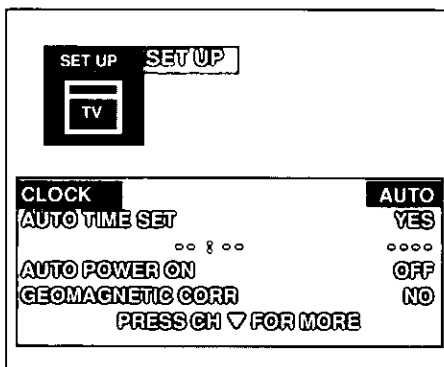 SET UP SET UP
TV
CLOCK AUTO
AUTO TIME SET YES
-- : -- ----
AUTO POWER ON OFF
GEOMAGNETIC CORR NO
PRESS CH ▽ FOR MORE